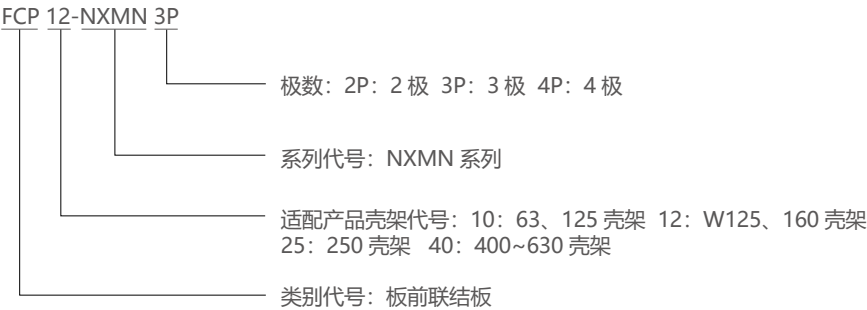 FCP 12-NXMN 3P
极数：2P：2 极 3P：3 极 4P：4 极
系列代号：NXMN 系列
适配产品壳架代号：10：63、125 壳架 12：W125、160 壳架
25：250 壳架 40：400~630 壳架
类别代号：板前联结板